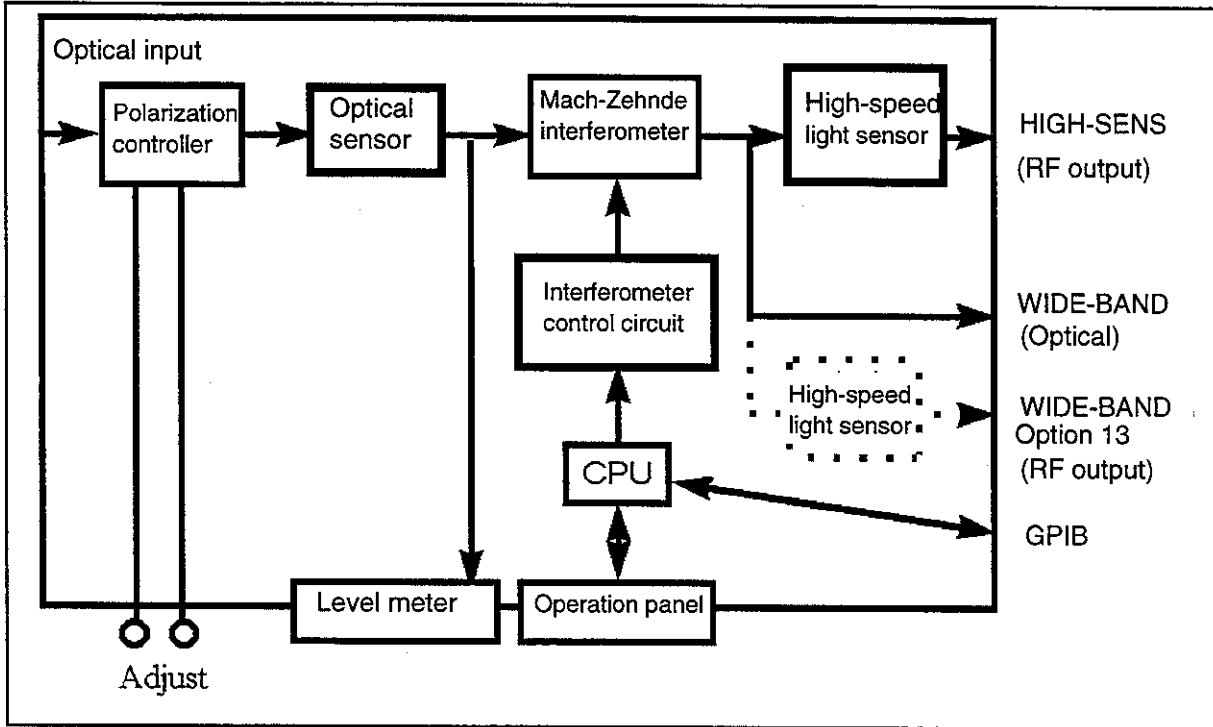 Optical input
Polarization
controller
Optical
sensor
Mach-Zehnde
interferometer
High-speed
light sensor
HIGH-SENS
(RF output)
Interferometer
control circuit
WIDE-BAND
(Optical)
High-speed
light sensor
WIDE-BAND
Option 13
(RF output)
CPU
GPIB
Level meter
Operation panel
Adjust